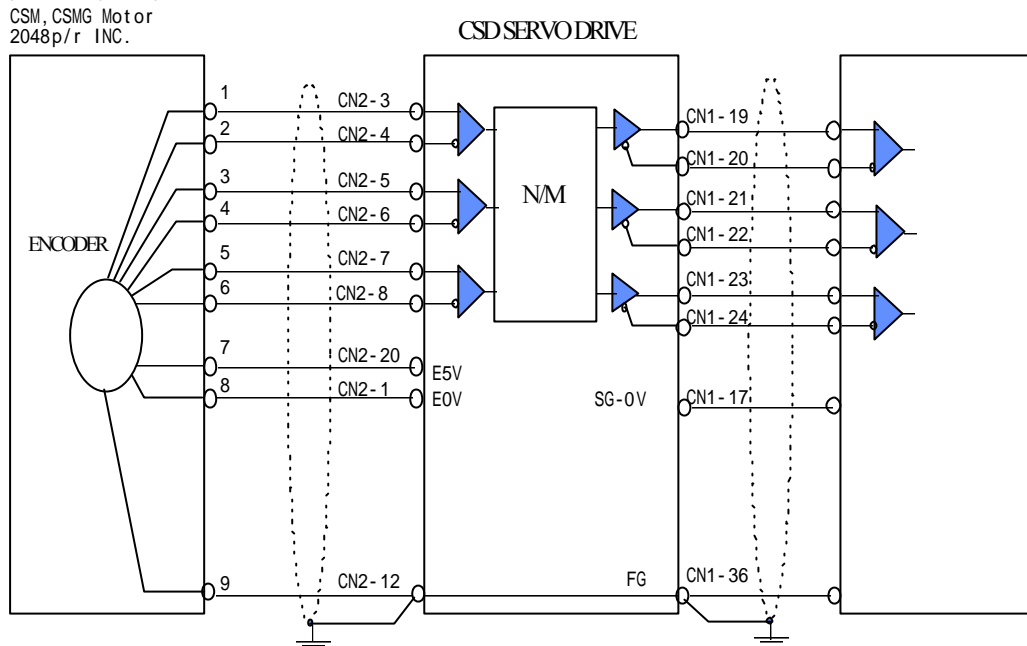 CSM, CSMG Motor
2048p/r INC.
CSD SERVO DRIVE
ENCODER
1
2
3
4
5
6
7
8
9
CN2-3
CN2-4
CN2-5
CN2-6
CN2-7
CN2-8
CN2-20
CN2-1
CN2-12
E5V
E0V
N/M
SG-0V
FG
CN1-19
CN1-20
CN1-21
CN1-22
CN1-23
CN1-24
CN1-17
CN1-36